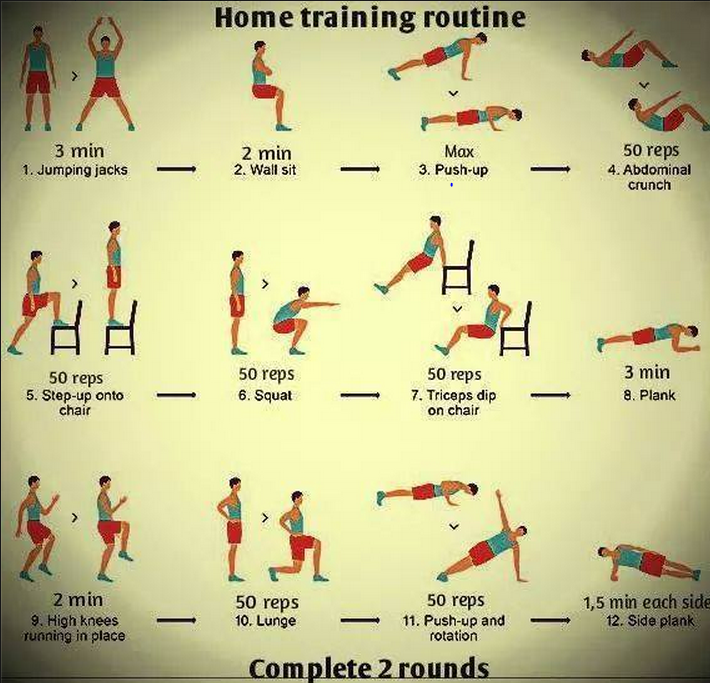 Home training routine
3 min
1. Jumping jacks
2 min
2. Wall sit
Max
3. Push-up
50 reps
4. Abdominal
crunch
50 reps
5. Step-up onto
chair
50 reps
6. Squat
50 reps
7. Triceps dip
on chair
3 min
8. Plank
2 min
9. High knees
running in place
50 reps
10. Lunge
50 reps
11. Push-up and
rotation
1,5 min each side
12. Side plank
Complete 2 rounds